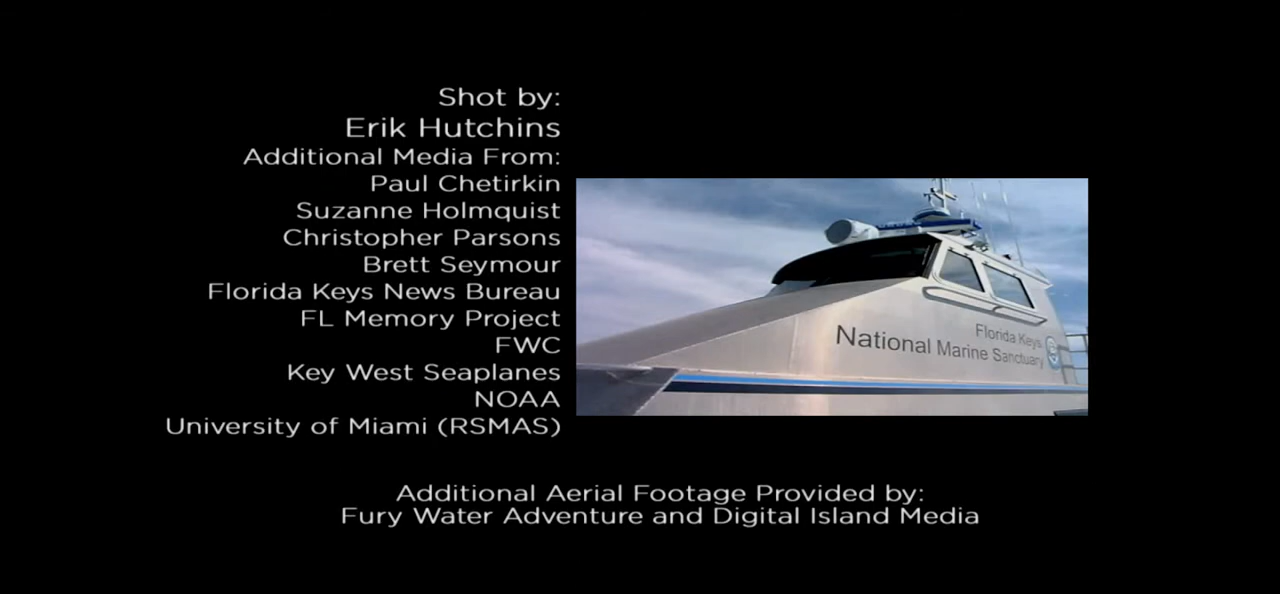 Shot by:
Erik Hutchins
Additional Media From:
Paul Chetirkin
Suzanne Holmquist
Christopher Parsons
Brett Seymour
Florida Keys News Bureau
FL Memory Project
FWC
Key West Seaplanes
NOAA
University of Miami (RSMAS)
Florida Keys
National Marine Sanctuary
Additional Aerial Footage Provided by:
Fury Water Adventure and Digital Island Media